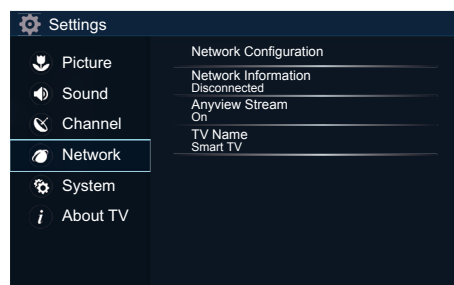 Settings
Picture
Sound
Channel
Network
System
About TV
Network Configuration
Network Information
Disconnected
Anyview Stream
On
TV Name
Smart TV